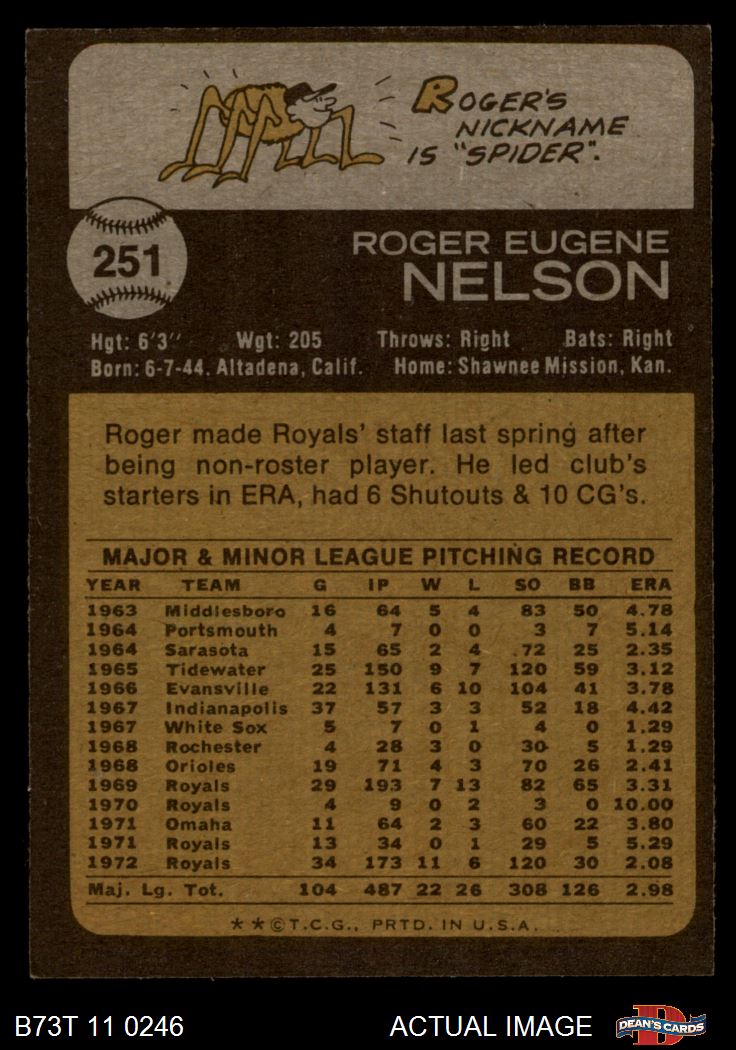 ROGER'S
NICKNAME
IS "SPIDER".
251
ROGER EUGENE
NELSON
Hgt: 6'3" Wgt: 205 Throws: Right Bats: Right
Born: 6-7-44, Altadena, Calif. Home: Shawnee Mission, Kan.
Roger made Royals' staff last spring after
being non-roster player. He led club's
starters in ERA, had 6 Shutouts & 10 CG's.
MAJOR & MINOR LEAGUE PITCHING RECORD
YEAR TEAM G IP W L SO BB ERA
1963 Middlesboro 16 64 5 4 83 50 4.78
1964 Portsmouth 4 7 0 0 3 7 5.14
1964 Sarasota 15 65 2 4 72 25 2.35
1965 Tidewater 25 150 9 7 120 59 3.12
1966 Evansville 22 131 6 10 104 41 3.78
1967 Indianapolis 37 57 3 3 52 18 4.42
1967 White Sox 5 7 0 1 4 0 1.29
1968 Rochester 4 28 3 0 30 5 1.29
1968 Orioles 19 71 4 3 70 26 2.41
1969 Royals 29 193 7 13 82 65 3.31
1970 Royals 4 9 0 2 3 0 10.00
1971 Omaha 11 64 2 3 60 22 3.80
1971 Royals 13 34 0 1 29 5 5.29
1972 Royals 34 173 11 6 120 30 2.08
Maj. Lg. Tot. 104 487 22 26 308 126 2.98
**©T.C.G., PRTD. IN U.S.A.
B73T 11 0246 ACTUAL IMAGE D DEAN'S CARDS